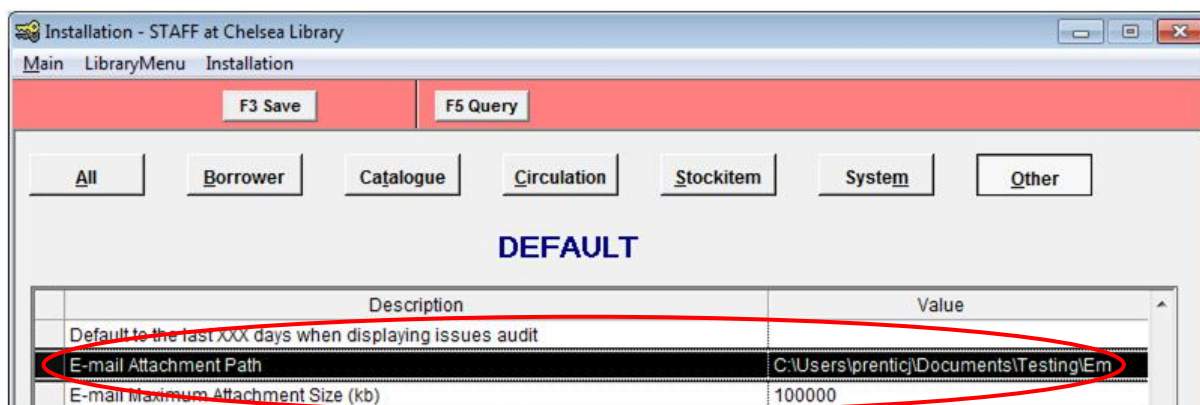 Installation - STAFF at Chelsea Library
Main LibraryMenu Installation
F3 Save F5 Query
All Borrower Catalogue Circulation Stockitem System Other
DEFAULT
Description Value
Default to the last XXX days when displaying issues audit
E-mail Attachment Path C:\Users\prenticj\Documents\Testing\Em
E-mail Maximum Attachment Size (kb) 100000